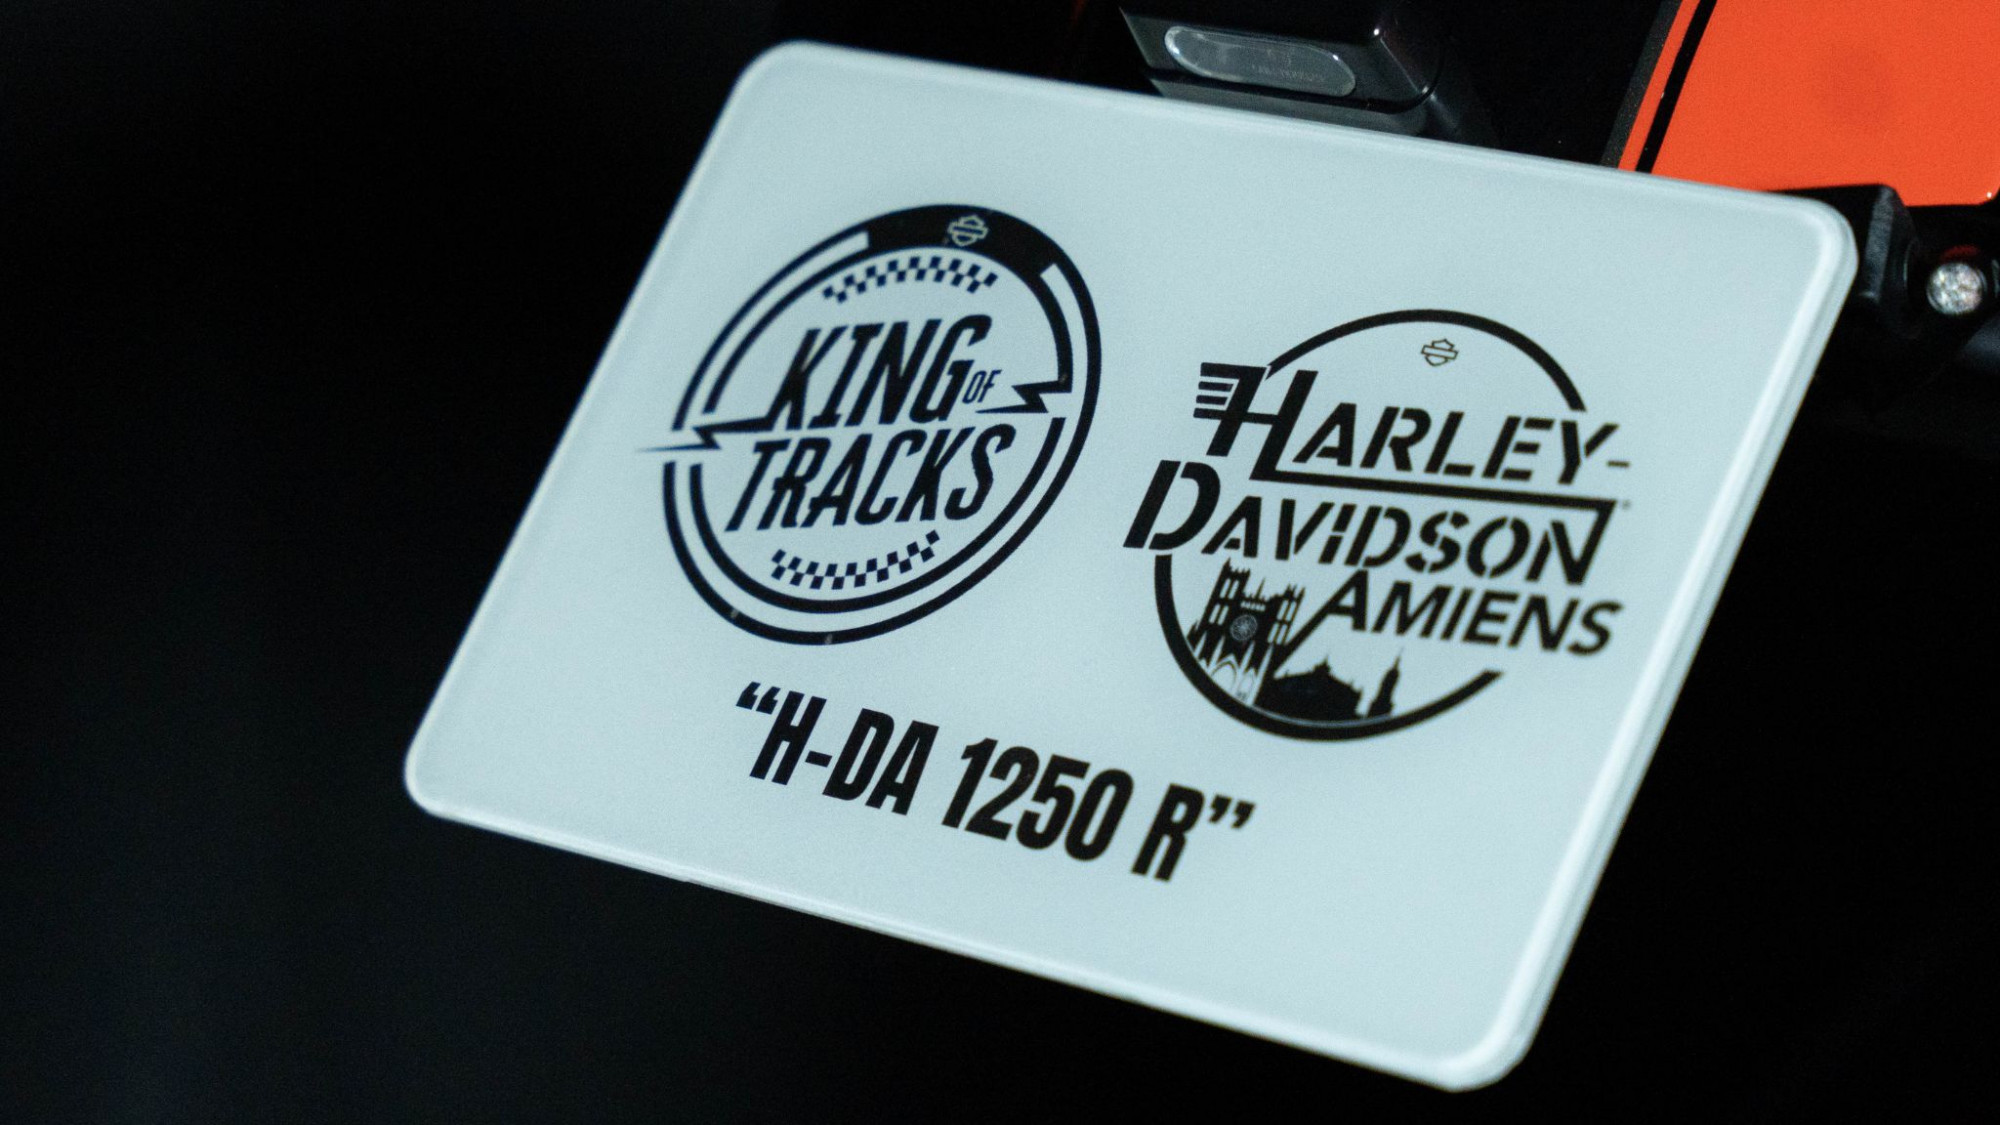 KING OF
TRACKS
HARLEY-
DAVIDSON
AMIENS
“H-DA 1250 R”